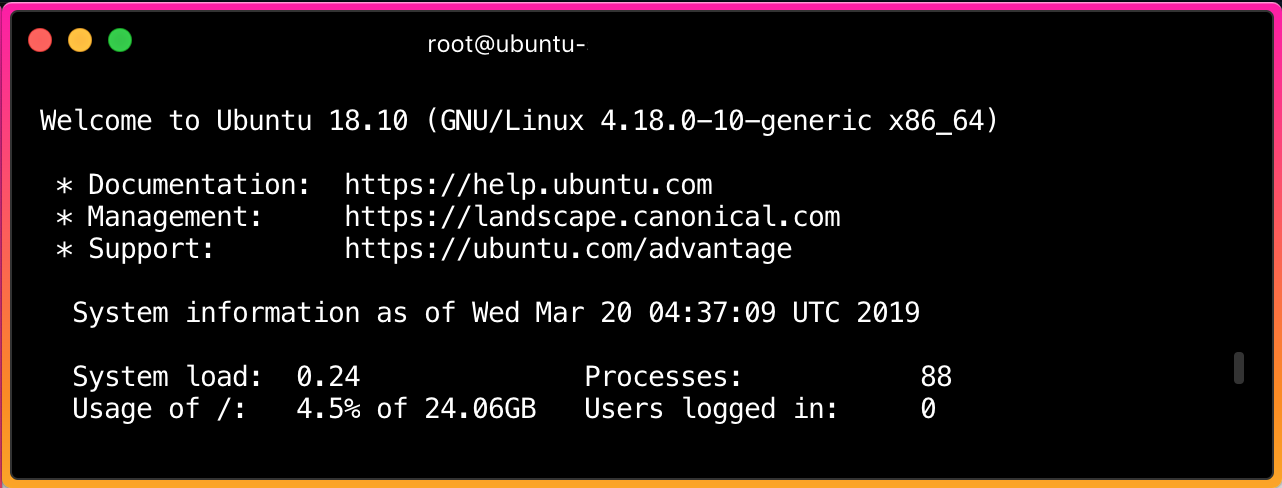 root@ubuntu-
Welcome to Ubuntu 18.10 (GNU/Linux 4.18.0-10-generic x86_64)
* Documentation:  https://help.ubuntu.com
* Management:     https://landscape.canonical.com
* Support:        https://ubuntu.com/advantage
System information as of Wed Mar 20 04:37:09 UTC 2019
System load:  0.24              Processes:           88
Usage of /:   4.5% of 24.06GB   Users logged in:     0